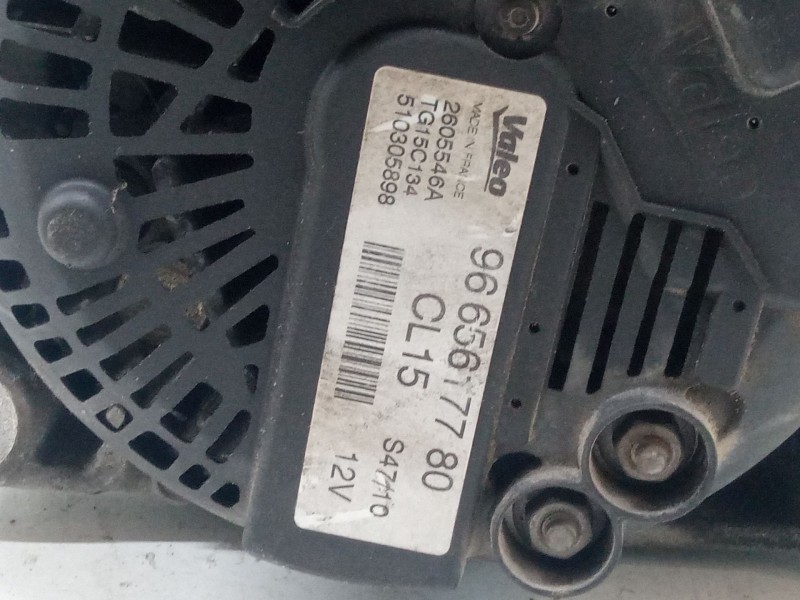 Valeo
MADE IN FRANCE
2605546A
TG15C134
510305898
96 656 177 80
CL15
S47/10
12V